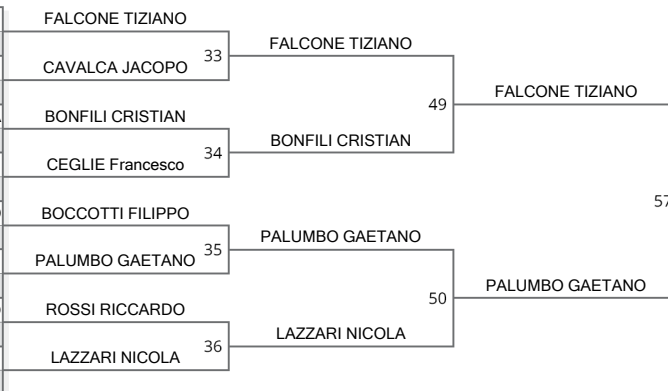 FALCONE TIZIANO
33
CAVALCA JACOPO
BONFILI CRISTIAN
34
CEGLIE Francesco
BOCCOTTI FILIPPO
35
PALUMBO GAETANO
ROSSI RICCARDO
36
LAZZARI NICOLA
FALCONE TIZIANO
49
BONFILI CRISTIAN
PALUMBO GAETANO
50
LAZZARI NICOLA
FALCONE TIZIANO
57
PALUMBO GAETANO